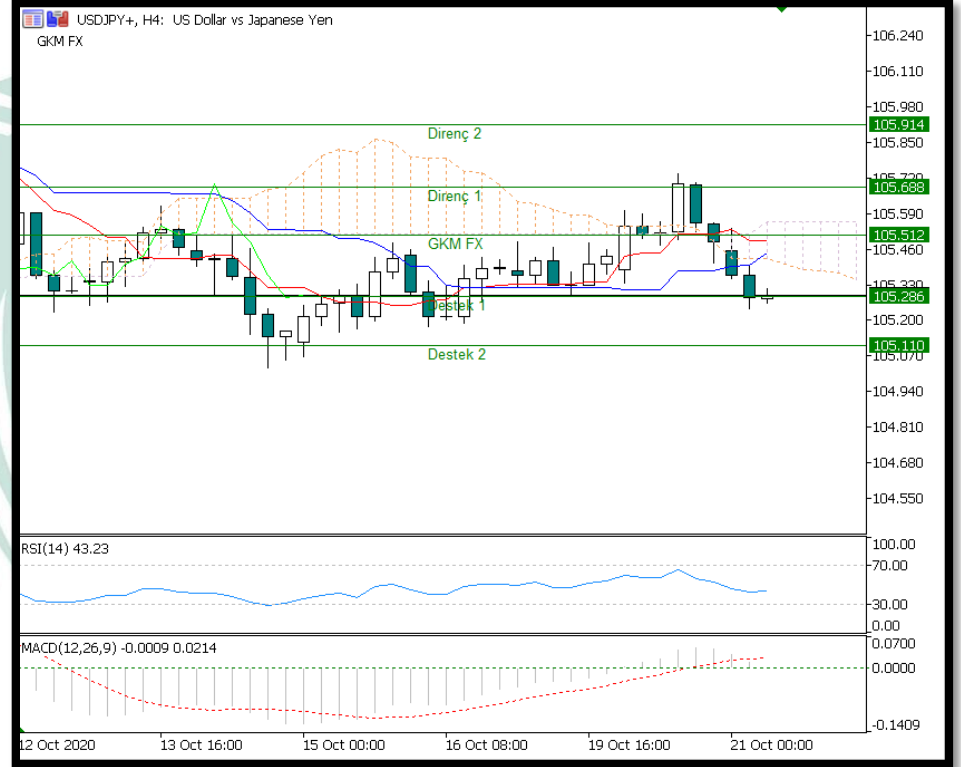 USDJPY+, H4: US Dollar vs Japanese Yen
GKM FX
106.240
106.110
105.980
105.914
Direnç 2
105.850
105.720
105.688
Direnç 1
105.590
105.512
GKM FX
105.460
105.330
105.286
Destek 1
105.200
105.110
105.070
Destek 2
104.940
104.810
104.680
104.550
RSI(14) 43.23
100.00
70.00
30.00
0.00
MACD(12,26,9) -0.0009 0.0214
0.0700
0.0000
-0.1409
12 Oct 2020 13 Oct 16:00 15 Oct 00:00 16 Oct 08:00 19 Oct 16:00 21 Oct 00:00